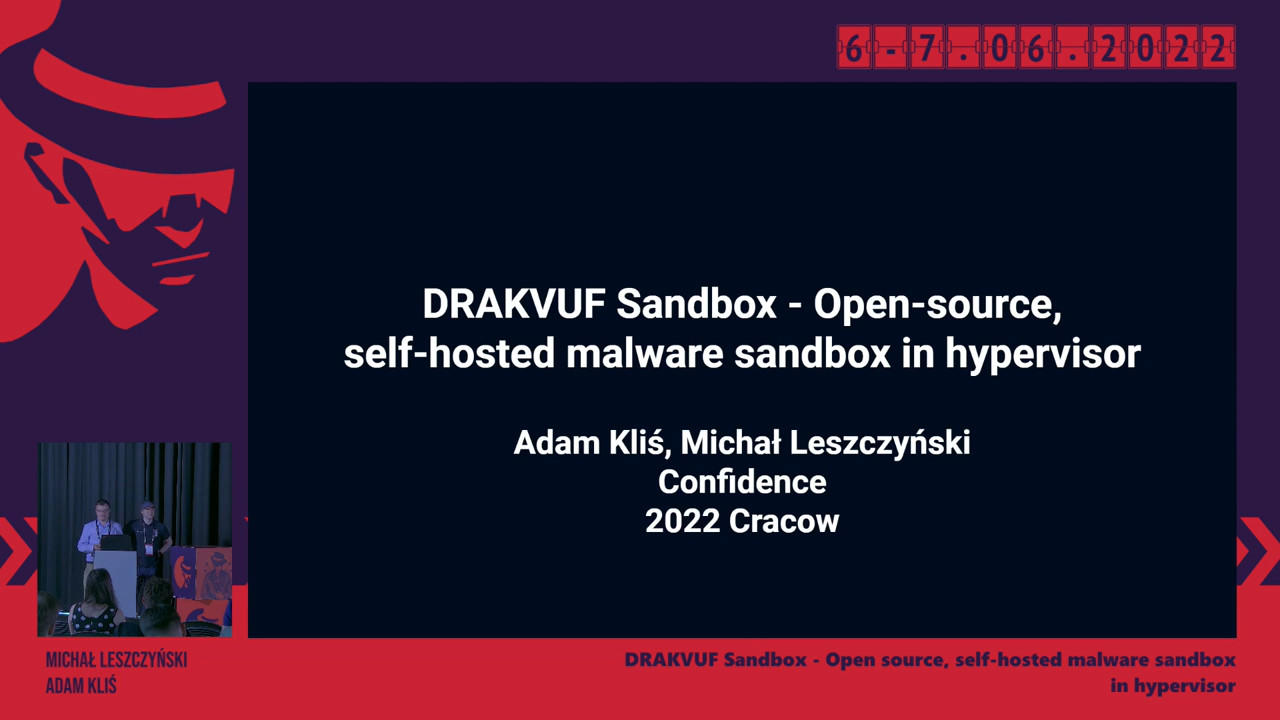 6-7.06.2022
DRAKVUF Sandbox - Open-source,
self-hosted malware sandbox in hypervisor
Adam Kliś, Michał Leszczyński
Confidence
2022 Cracow
MICHAŁ LESZCZYŃSKI
ADAM KLIŚ
DRAKVUF Sandbox - Open source, self-hosted malware sandbox
in hypervisor